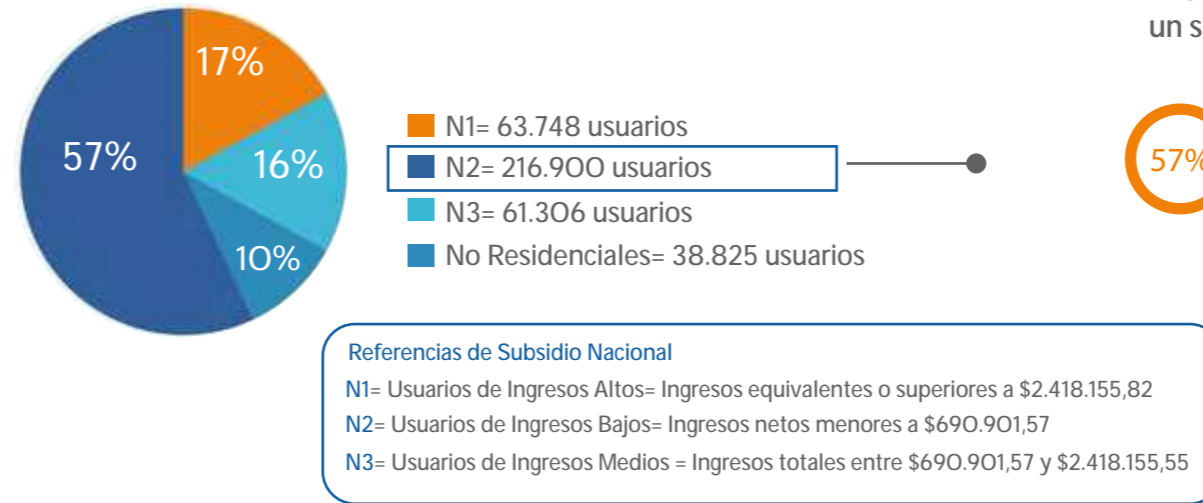 un s
17%
57%
16%
10%
N1= 63.748 usuarios
N2= 216.900 usuarios
N3= 61.306 usuarios
No Residenciales= 38.825 usuarios
57%
Referencias de Subsidio Nacional
N1= Usuarios de Ingresos Altos= Ingresos equivalentes o superiores a $2.418.155,82
N2= Usuarios de Ingresos Bajos= Ingresos netos menores a $690.901,57
N3= Usuarios de Ingresos Medios = Ingresos totales entre $690.901,57 y $2.418.155,55